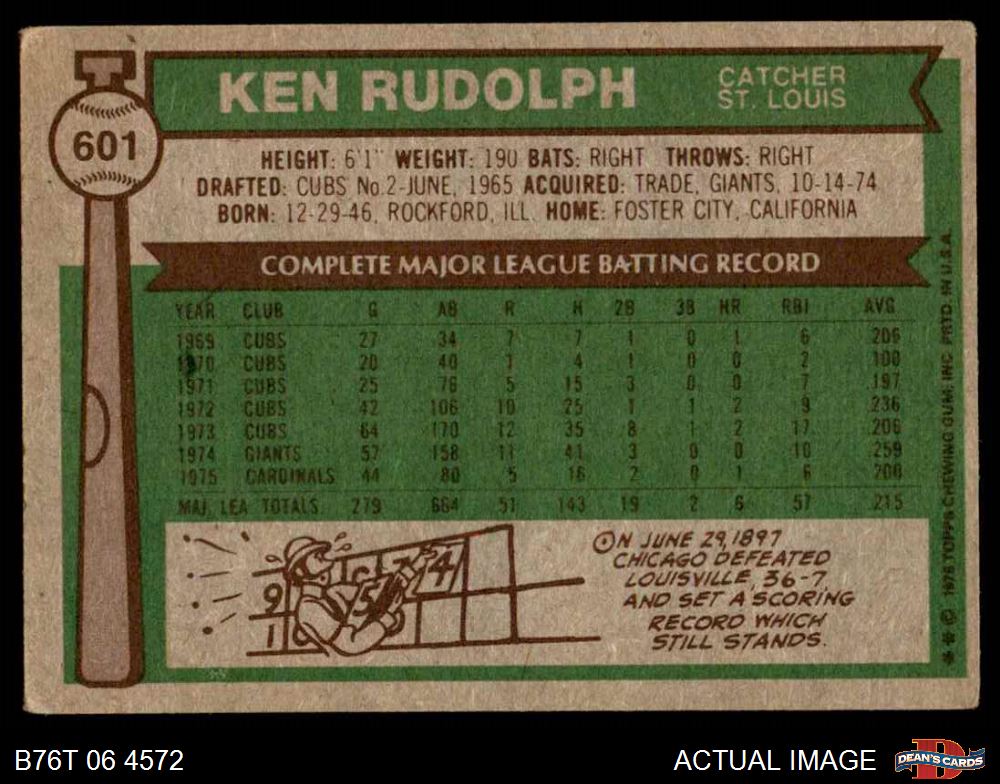 KEN RUDOLPH
CATCHER
ST. LOUIS
601
HEIGHT: 6'1" WEIGHT: 190 BATS: RIGHT THROWS: RIGHT
DRAFTED: CUBS No.2-JUNE, 1965 ACQUIRED: TRADE, GIANTS, 10-14-74
BORN: 12-29-46, ROCKFORD, ILL. HOME: FOSTER CITY, CALIFORNIA
COMPLETE MAJOR LEAGUE BATTING RECORD
YEAR CLUB G AB R H 2B 3B HR RBI AVG
1969 CUBS 27 34 7 7 1 0 1 6 206
1970 CUBS 20 40 1 4 1 0 0 2 100
1971 CUBS 25 76 5 15 3 0 0 7 197
1972 CUBS 42 106 10 25 1 1 2 9 236
1973 CUBS 64 170 12 35 8 1 2 17 206
1974 GIANTS 57 158 11 41 3 0 0 10 259
1975 CARDINALS 44 80 5 16 2 0 1 6 200
MAJ. LEA TOTALS 279 664 51 143 19 2 6 57 215
9 1 5 7 4
1
ON JUNE 29, 1897
CHICAGO DEFEATED
LOUISVILLE, 36-7,
AND SET A SCORING
RECORD WHICH
STILL STANDS.
** © 1976 TOPPS CHEWING GUM, INC. PRTD. IN U.S.A.
B76T 06 4572
ACTUAL IMAGE
D
DEAN'S CARDS